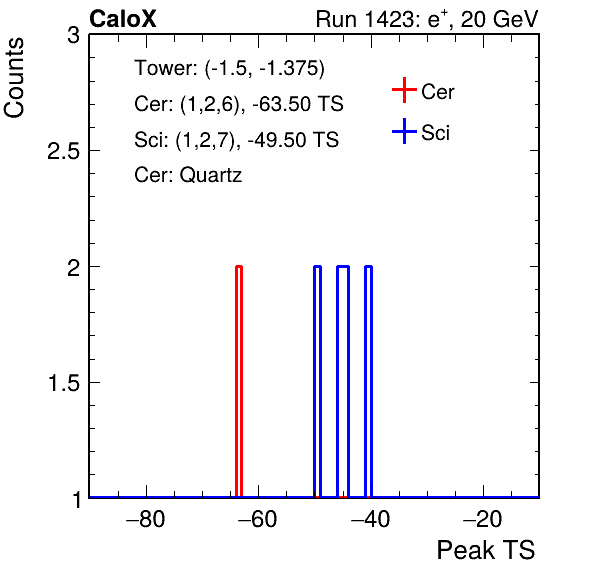 CaloX Run 1423: e+, 20 GeV
Counts
3
2.5
2
1.5
1
Tower: (-1.5, -1.375)
Cer: (1,2,6), -63.50 TS
Sci: (1,2,7), -49.50 TS
Cer: Quartz
Cer
Sci
−80 −60 −40 −20
Peak TS